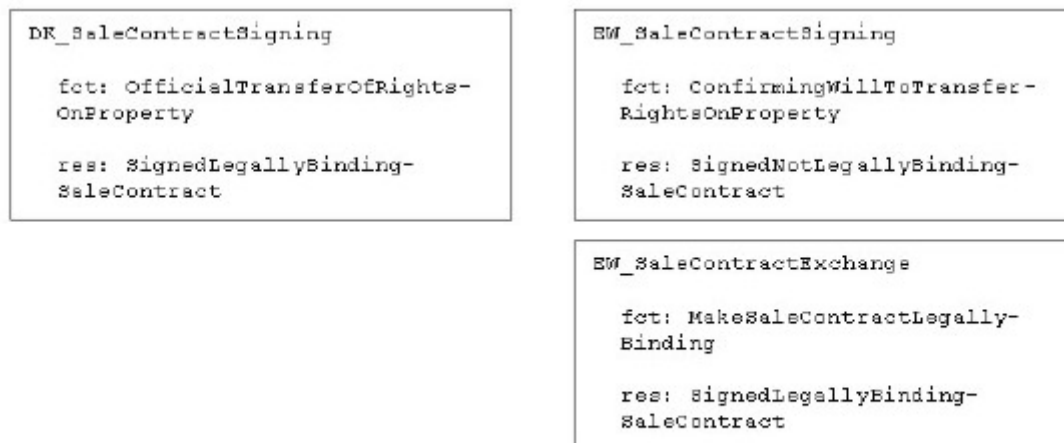 DK_SaleContractSigning
fct: OfficialTransferOfRights-
OnProperty
res: SignedLegallyBinding-
SaleContract
EW_SaleContractSigning
fct: ConfirmingWillToTransfer-
RightsOnProperty
res: SignedNotLegallyBinding-
SaleContract
EW_SaleContractExchange
fct: MakeSaleContractLegally-
Binding
res: SignedLegallyBinding-
SaleContract